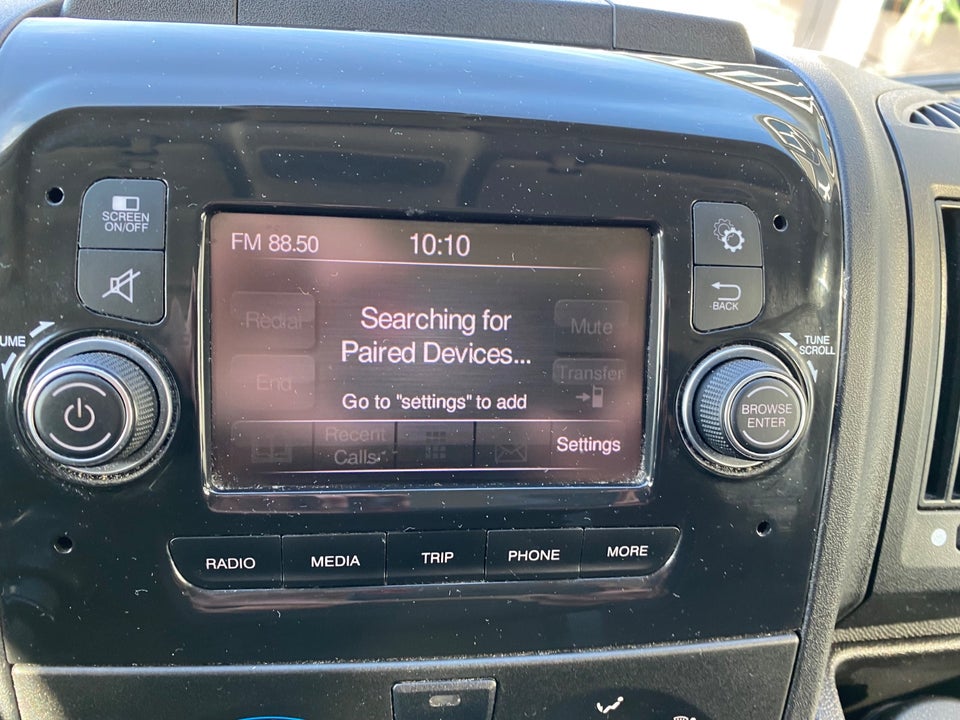 SCREEN
ON/OFF
FM 88.50
10:10
BACK
UME
TUNE
SCROLL
Redial
Searching for
Paired Devices...
Mute
End
Transfer
Go to "settings" to add
BROWSE
ENTER
Recent
Calls
Settings
RADIO
MEDIA
TRIP
PHONE
MORE